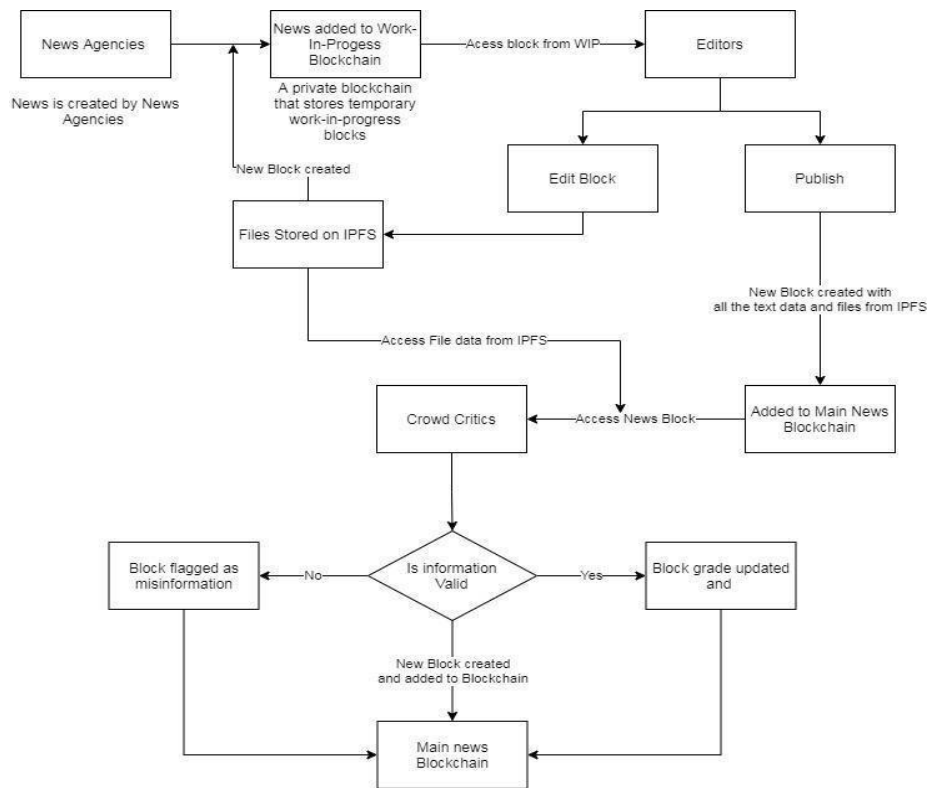 News Agencies
News added to Work-
In-Progess
Blockchain
Acess block from WIP
Editors
News is created by News
Agencies
A private blockchain
that stores temporary
work-in-progress
blocks
New Block created
Edit Block
Publish
Files Stored on IPFS
New Block created with
all the text data and files from IPFS
Access File data from IPFS
Crowd Critics
Access News Block
Added to Main News
Blockchain
Block flagged as
misinformation
No
Is information
Valid
Yes
Block grade updated
and
New Block created
and added to Blockchain
Main news
Blockchain